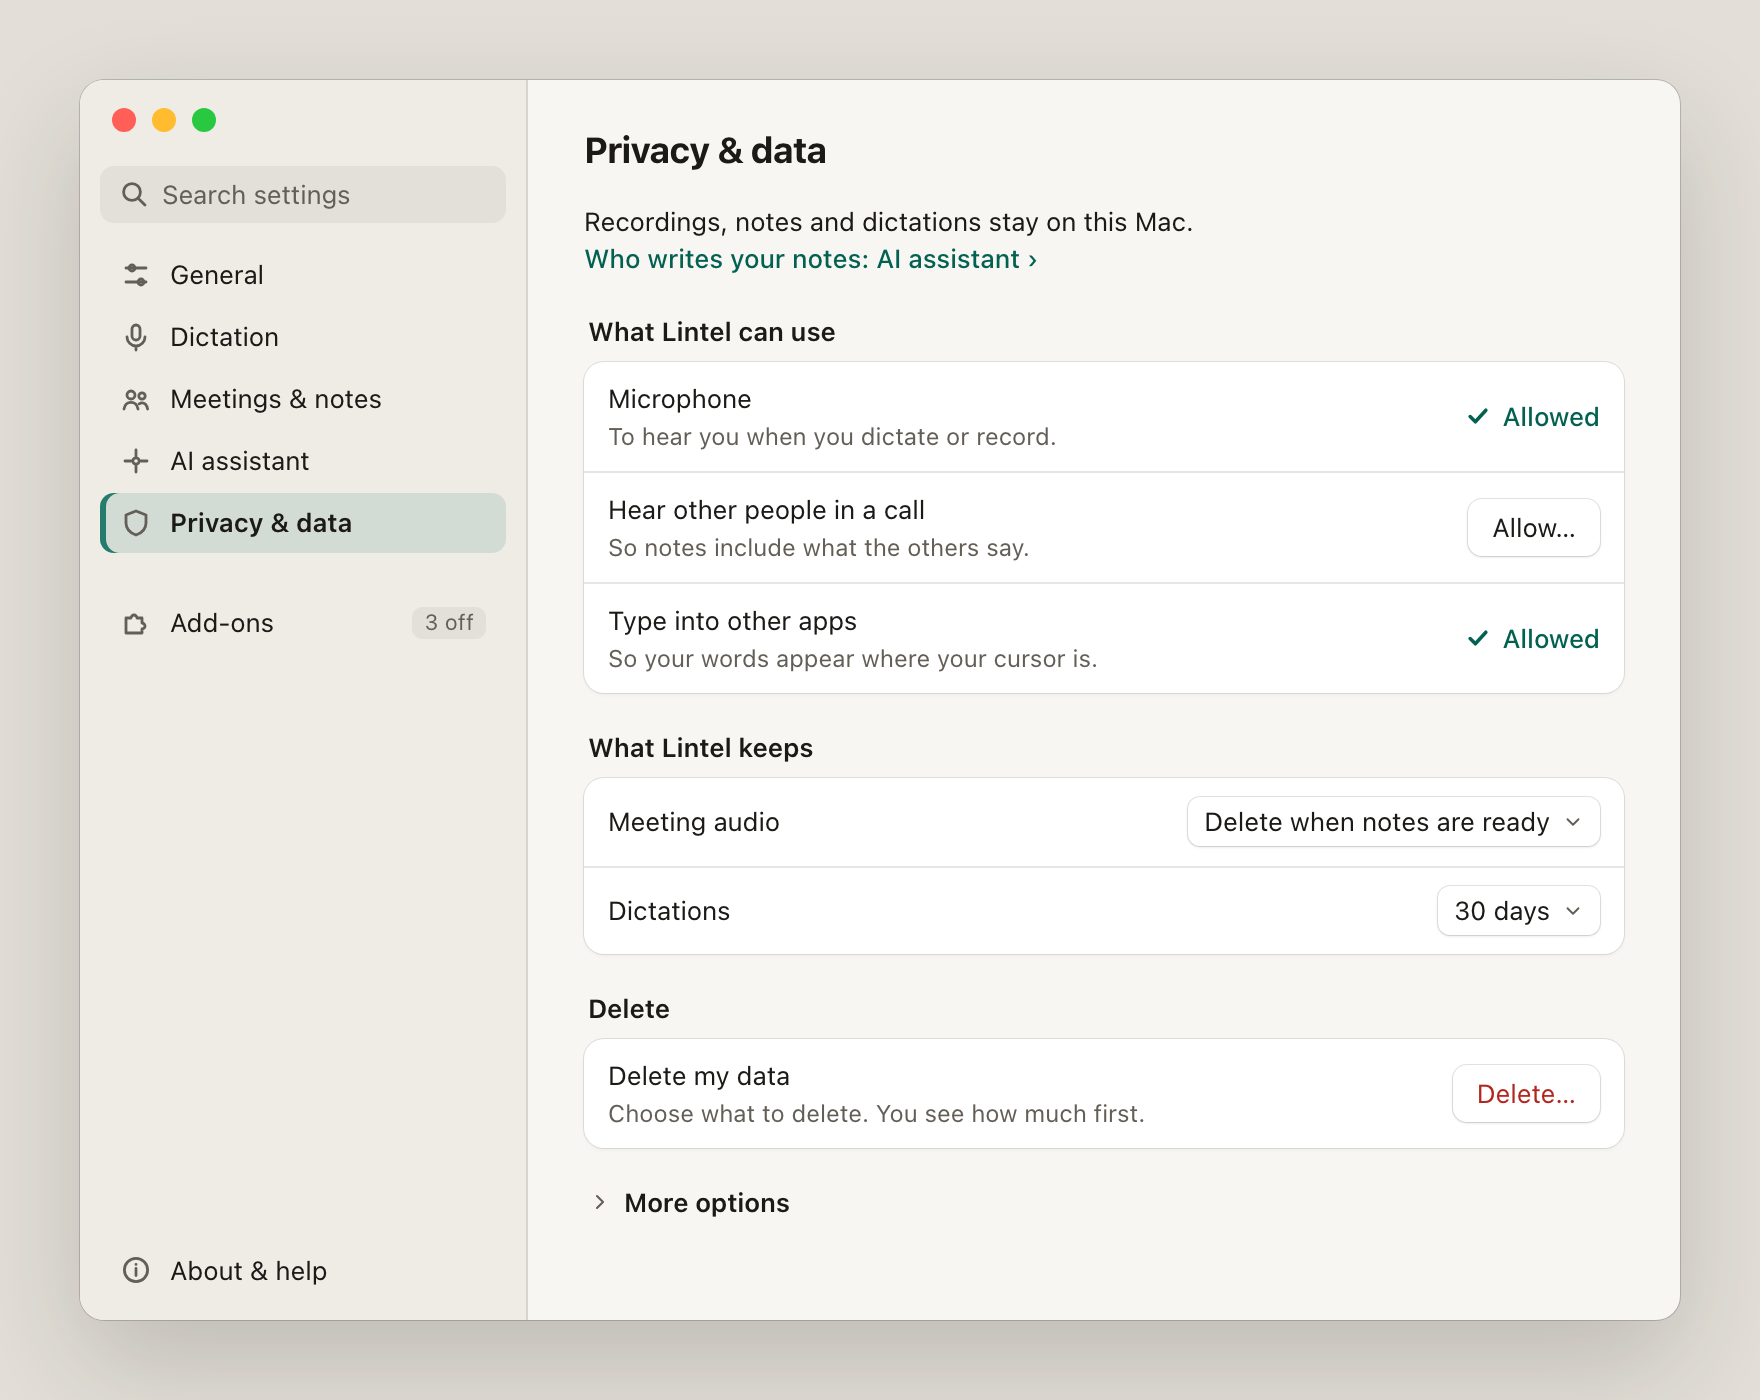 Search settings
General
Dictation
Meetings & notes
AI assistant
Privacy & data
Add-ons
3 off
About & help
Privacy & data
Recordings, notes and dictations stay on this Mac.
Who writes your notes: AI assistant ›
What Lintel can use
Microphone
To hear you when you dictate or record.
Allowed
Hear other people in a call
So notes include what the others say.
Allow...
Type into other apps
So your words appear where your cursor is.
Allowed
What Lintel keeps
Meeting audio
Delete when notes are ready
Dictations
30 days
Delete
Delete my data
Choose what to delete. You see how much first.
Delete...
More options